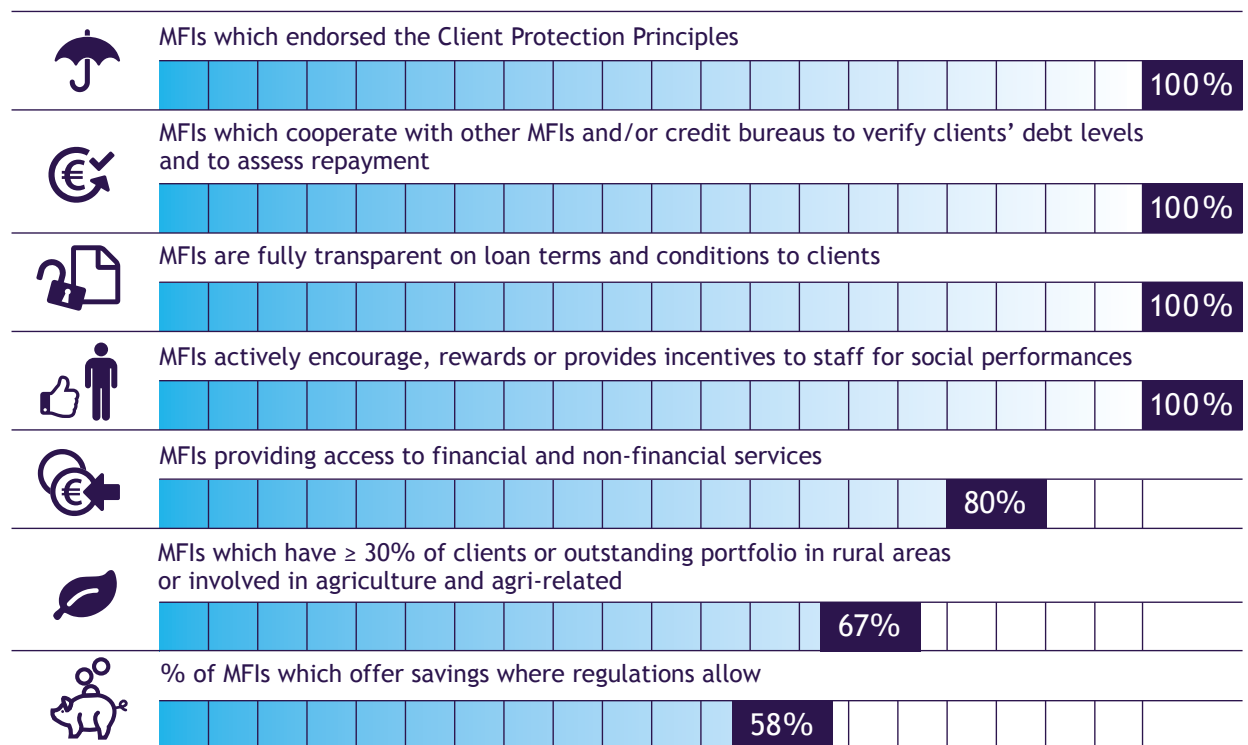 MFIs which endorsed the Client Protection Principles
100%
MFIs which cooperate with other MFIs and/or credit bureaus to verify clients’ debt levels
and to assess repayment
100%
MFIs are fully transparent on loan terms and conditions to clients
100%
MFIs actively encourage, rewards or provides incentives to staff for social performances
100%
MFIs providing access to financial and non-financial services
80%
MFIs which have ≥ 30% of clients or outstanding portfolio in rural areas
or involved in agriculture and agri-related
67%
% of MFIs which offer savings where regulations allow
58%